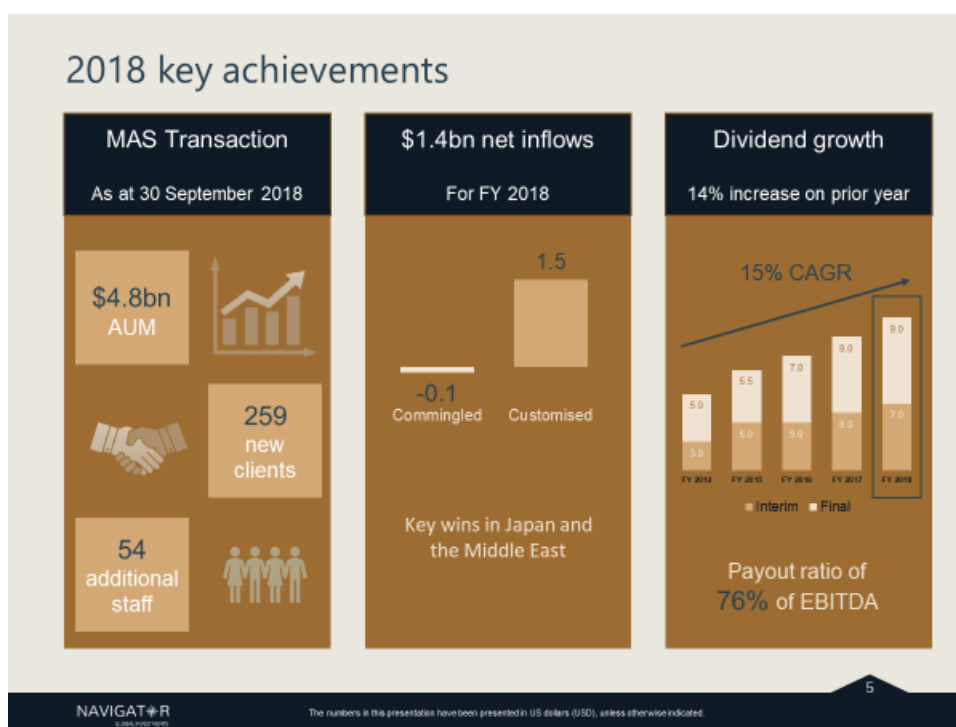 2018 key achievements
MAS Transaction
As at 30 September 2018
$4.8bn
AUM
259
new
clients
54
additional
staff
$1.4bn net inflows
For FY 2018
1.5
-0.1
Commingled
Customised
Key wins in Japan and
the Middle East
Dividend growth
14% increase on prior year
15% CAGR
5.0
5.5
7.0
8.0
9.0
3.0
5.0
5.0
6.0
7.0
FY 2014
FY 2015
FY 2016
FY 2017
FY 2018
Interim
Final
Payout ratio of
76% of EBITDA
5
NAVIGATOR
GLOBAL INVESTMENTS
The numbers in this presentation have been presented in US dollars (USD), unless otherwise indicated.